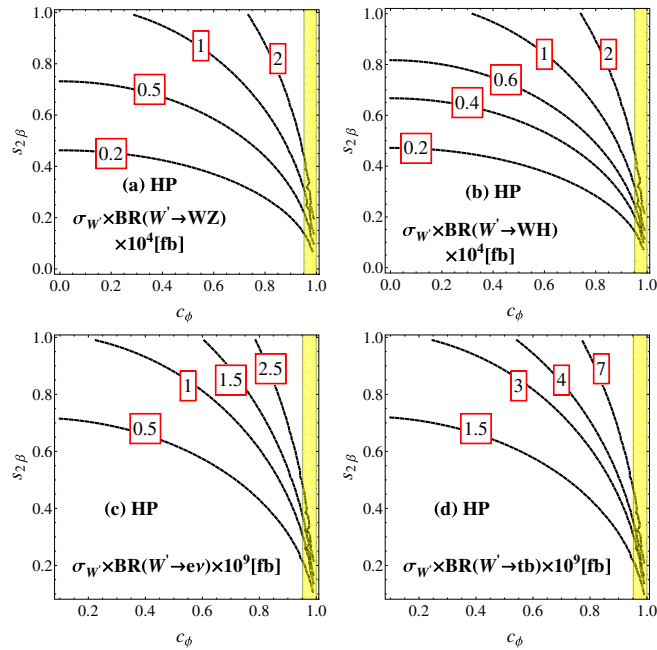 1.0
0.8
0.6
0.4
0.2
0.0
s2β
1
2
0.5
0.2
(a) HP
σW'×BR(W'→WZ)
×10⁴[fb]
0.0 0.2 0.4 0.6 0.8 1.0
cϕ
1.0
0.8
0.6
0.4
0.2
0.0
s2β
1
2
0.6
0.4
0.2
(b) HP
σW'×BR(W'→WH)
×10⁴[fb]
0.0 0.2 0.4 0.6 0.8 1.0
cϕ
1.0
0.8
0.6
0.4
0.2
s2β
2.5
1
1.5
0.5
(c) HP
σW'×BR(W'→eν)×10⁹[fb]
0.2 0.4 0.6 0.8 1.0
cϕ
1.0
0.8
0.6
0.4
0.2
s2β
7
3
4
1.5
(d) HP
σW'×BR(W'→tb)×10⁹[fb]
0.2 0.4 0.6 0.8 1.0
cϕ